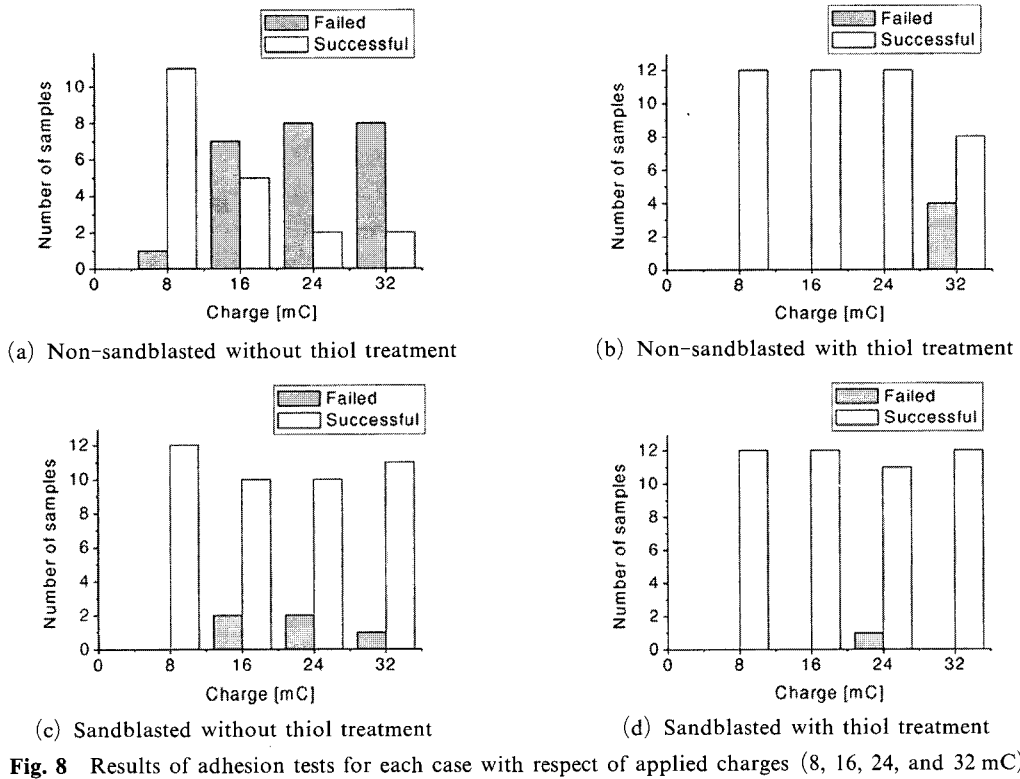 Failed
Successful
Number of samples
10
8
6
4
2
0
0 8 16 24 32
Charge [mC]
(a) Non-sandblasted without thiol treatment
Failed
Successful
Number of samples
12
10
8
6
4
2
0
0 8 16 24 32
Charge [mC]
(b) Non-sandblasted with thiol treatment
Failed
Successful
Number of samples
12
10
8
6
4
2
0
0 8 16 24 32
Charge [mC]
(c) Sandblasted without thiol treatment
Failed
Successful
Number of samples
12
10
8
6
4
2
0
0 8 16 24 32
Charge [mC]
(d) Sandblasted with thiol treatment
Fig. 8 Results of adhesion tests for each case with respect of applied charges (8, 16, 24, and 32 mC)